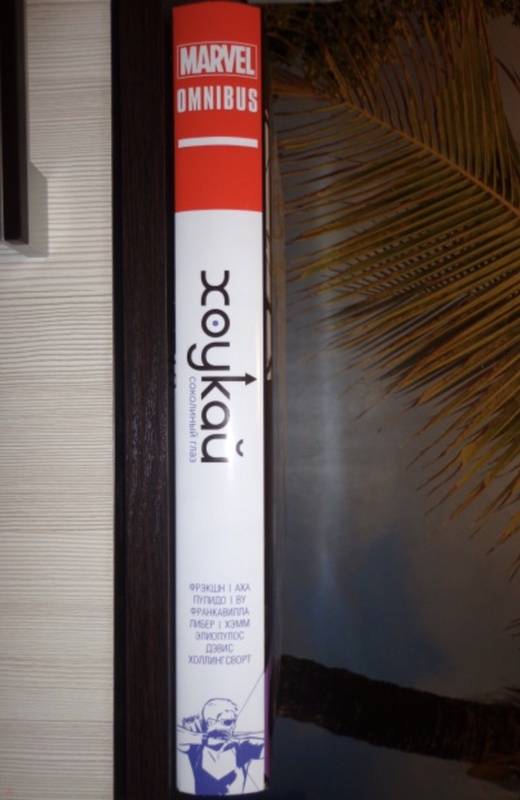 MARVEL
OMNIBUS
хоукай
соколиный глаз
ФРЭКШН | АХА
ПУЛИДО | ВУ
ФРАНКАВИЛЛА
ЛИБЕР | ХЭММ
ЭЛИОПУЛОС
ДЭВИС
ХОЛЛИНГСВОРТ